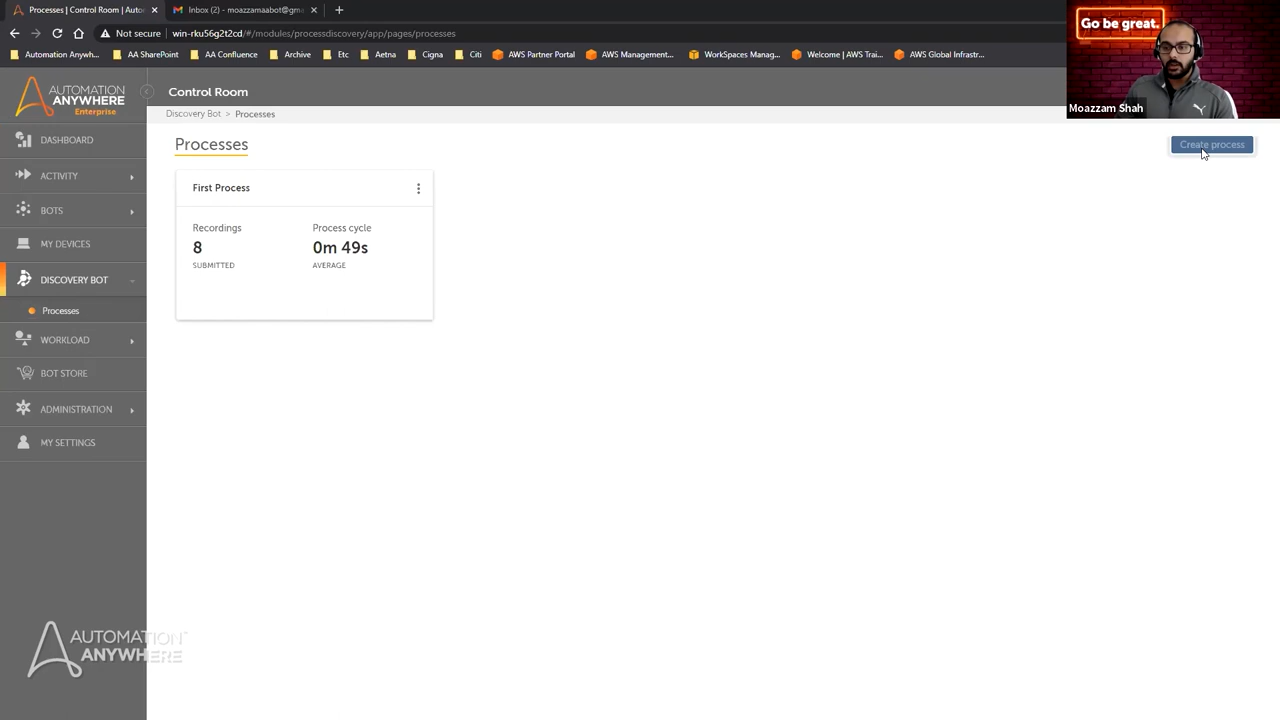 Processes | Control Room | Auto
Inbox (2) - moazzamaabot@gm
Not secure
win-rku56g2t2cd/#/modules/processdiscovery/app/pages
Automation Anywh...
AA SharePoint
AA Confluence
Archive
Etc
Aetna
Cigna
AWS Power Portal
AWS Management...
WorkSpaces Manag...
Welcome | AWS Trai...
AWS Global Infrastr...
Go be great.
Moazzam Shah
AUTOMATION
ANYWHERE
Enterprise
Control Room
Discovery Bot > Processes
Processes
Create process
DASHBOARD
ACTIVITY
BOTS
MY DEVICES
DISCOVERY BOT
Processes
WORKLOAD
BOT STORE
ADMINISTRATION
MY SETTINGS
First Process
Recordings
8
SUBMITTED
Process cycle
0m 49s
AVERAGE
AUTOMATION
ANYWHERE